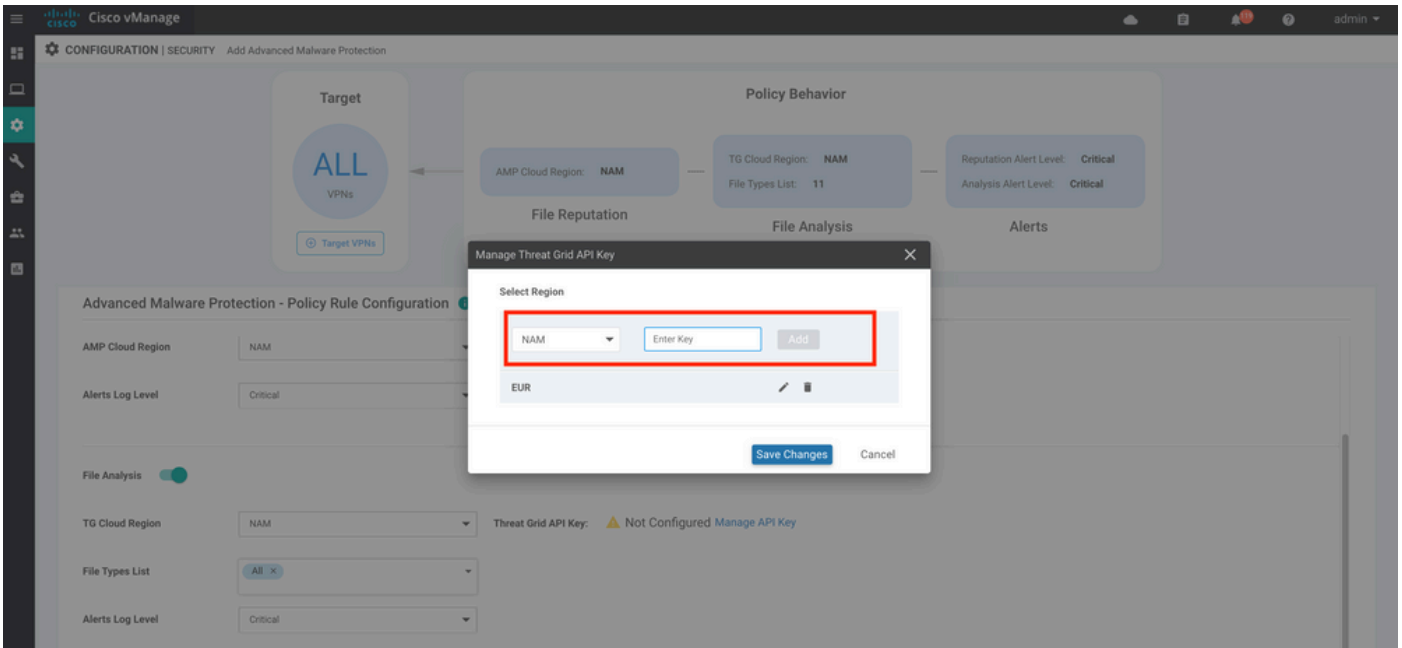 cisco Cisco vManage admin
CONFIGURATION | SECURITY Add Advanced Malware Protection
Target
Policy Behavior
ALL
VPNs
Target VPNs
AMP Cloud Region: NAM
File Reputation
TG Cloud Region: NAM
File Types List: 11
File Analysis
Reputation Alert Level: Critical
Analysis Alert Level: Critical
Alerts
Manage Threat Grid API Key
Select Region
NAM Enter Key Add
EUR
Save Changes Cancel
Advanced Malware Protection - Policy Rule Configuration
AMP Cloud Region NAM
Alerts Log Level Critical
File Analysis
TG Cloud Region NAM Threat Grid API Key: Not Configured Manage API Key
File Types List All ×
Alerts Log Level Critical